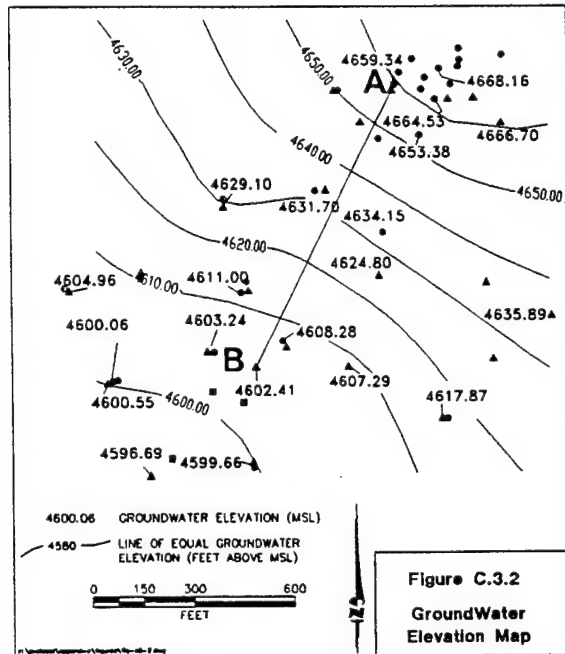 4630.00
4650.00
4659.34
A
4668.16
4664.53
4666.70
4653.38
4640.00
4650.00
4629.10
4631.70
4634.15
4620.00
4624.80
4604.96
4610.00
4611.00
4635.89
4600.06
4603.24
4608.28
B
4602.41
4607.29
4600.55
4600.00
4617.87
4596.69
4599.66
4600.06 GROUNDWATER ELEVATION (MSL)
4580 LINE OF EQUAL GROUNDWATER
ELEVATION (FEET ABOVE MSL)
0 150 300 600
FEET
Figure C.3.2
GroundWater
Elevation Map